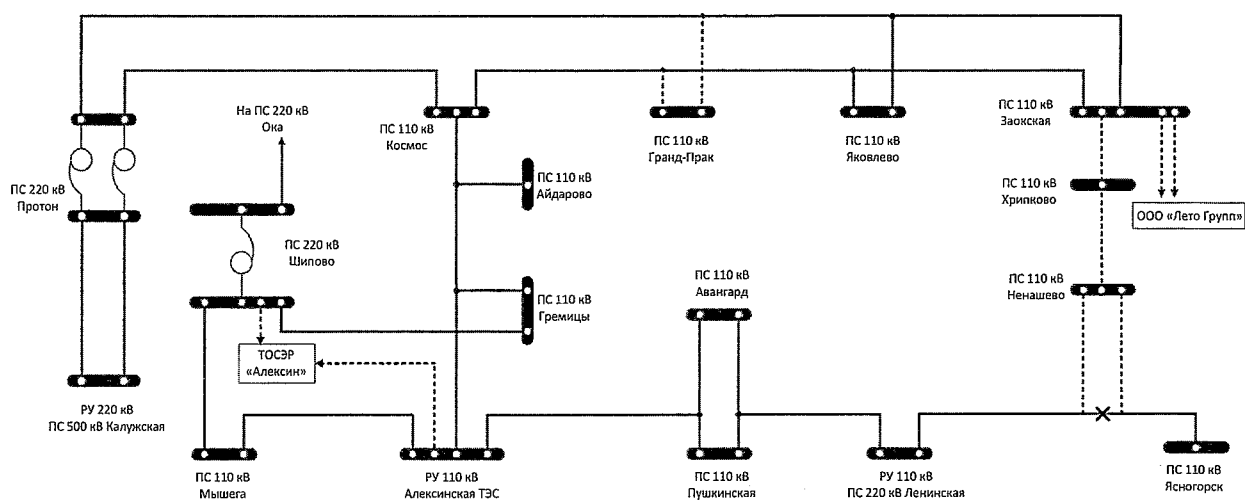 На ПС 220 кВ
Ока
ПС 110 кВ
Космос
ПС 110 кВ
Гранд-Прак
ПС 110 кВ
Яковлево
ПС 110 кВ
Заокская
ПС 220 кВ
Протон
ПС 110 кВ
Айдарово
ПС 110 кВ
Хрипково
ООО «Лето Групп»
ПС 220 кВ
Шипово
ПС 110 кВ
Гремицы
ПС 110 кВ
Авангард
ПС 110 кВ
Ненашево
ТОСЭР
«Алексин»
РУ 220 кВ
ПС 500 кВ Калужская
ПС 110 кВ
Мышега
РУ 110 кВ
Алексинская ТЭС
ПС 110 кВ
Пушкинская
РУ 110 кВ
ПС 220 кВ Ленинская
ПС 110 кВ
Ясногорск